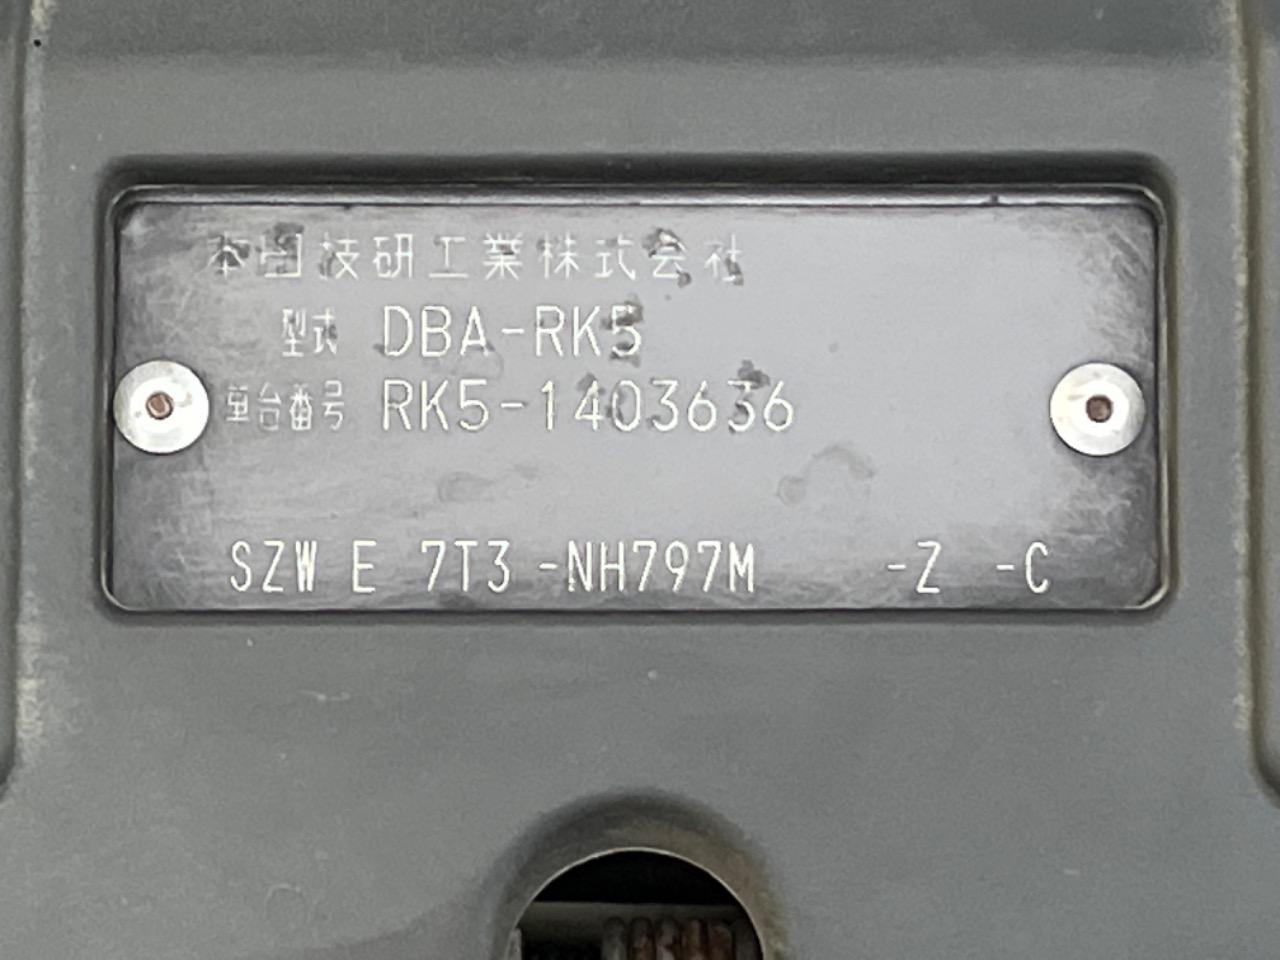 本田技研工業株式会社
型式 DBA-RK5
車台番号 RK5-1403636
SZW E 7T3 -NH797M -Z -C